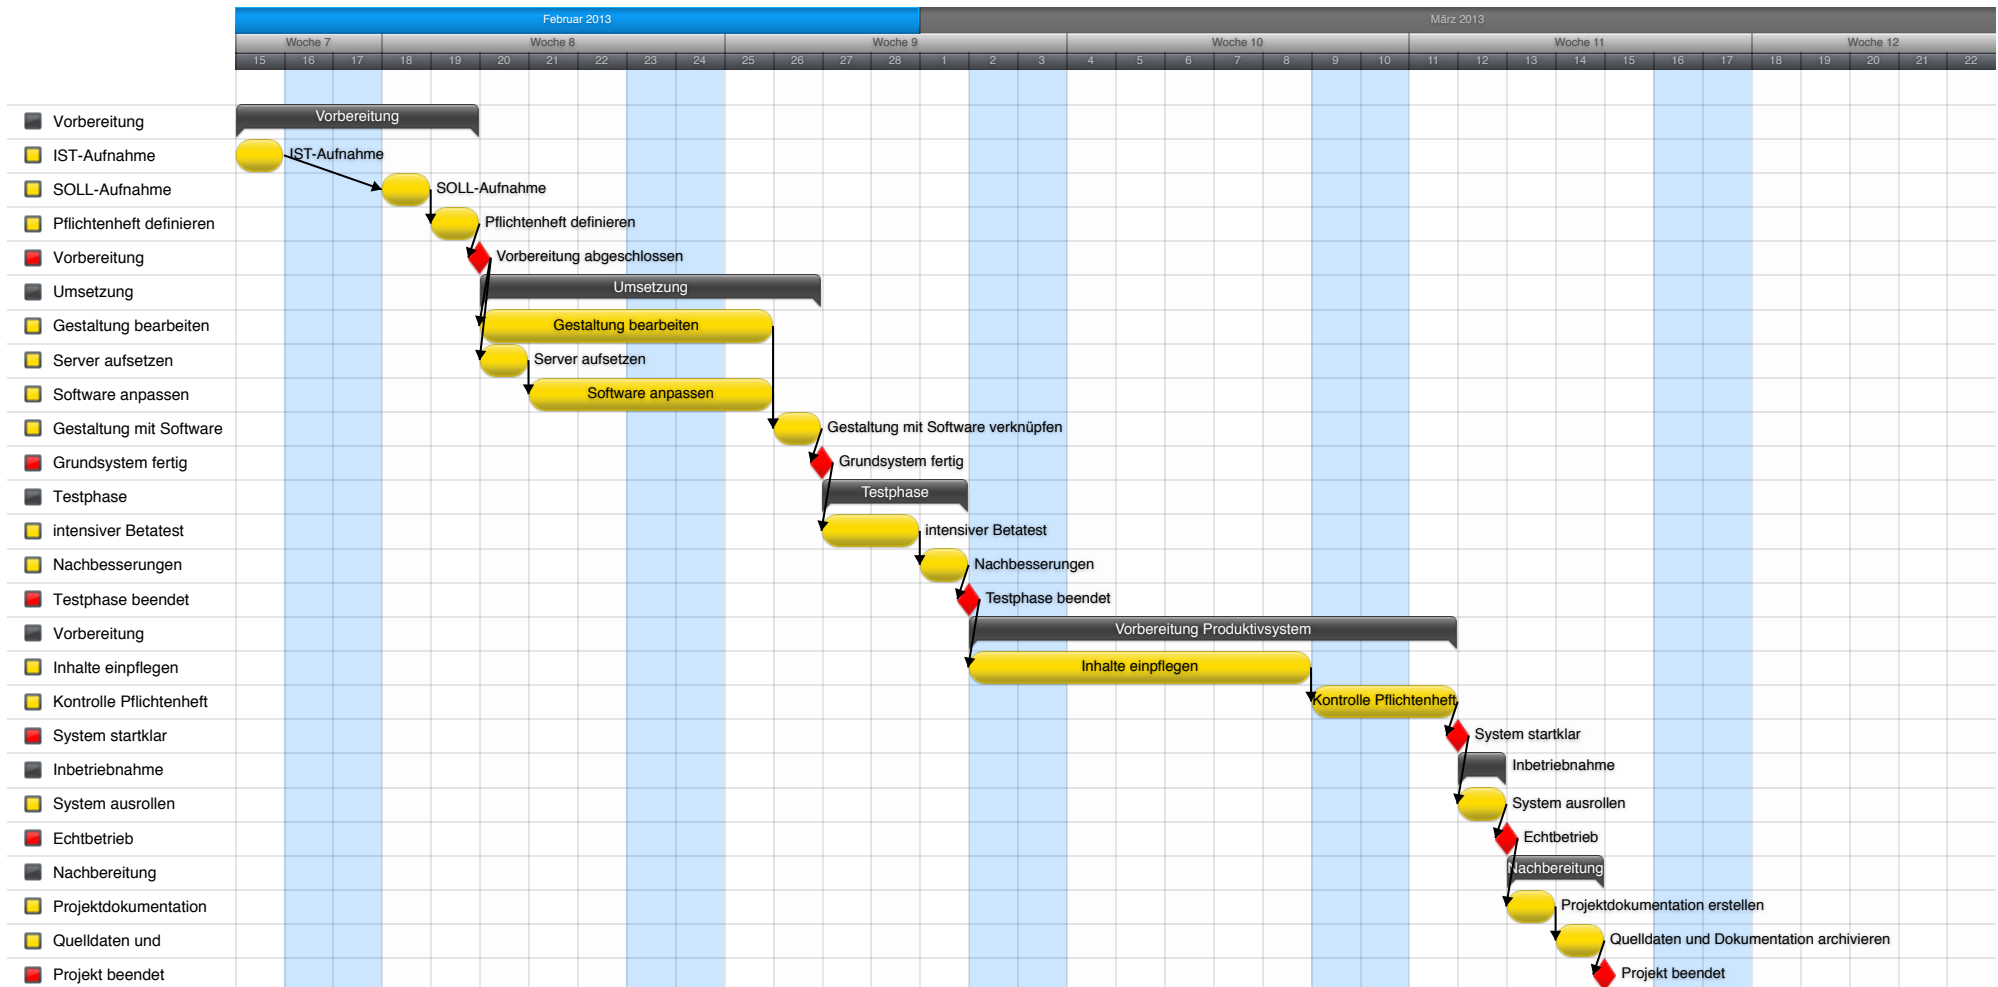 Februar 2013 März 2013
Woche 7 Woche 8 Woche 9 Woche 10 Woche 11 Woche 12
15 16 17 18 19 20 21 22 23 24 25 26 27 28 1 2 3 4 5 6 7 8 9 10 11 12 13 14 15 16 17 18 19 20 21 22
Vorbereitung Vorbereitung
IST-Aufnahme IST-Aufnahme
SOLL-Aufnahme SOLL-Aufnahme
Pflichtenheft definieren Pflichtenheft definieren
Vorbereitung Vorbereitung abgeschlossen
Umsetzung Umsetzung
Gestaltung bearbeiten Gestaltung bearbeiten
Server aufsetzen Server aufsetzen
Software anpassen Software anpassen
Gestaltung mit Software Gestaltung mit Software verknüpfen
Grundsystem fertig Grundsystem fertig
Testphase Testphase
intensiver Betatest intensiver Betatest
Nachbesserungen Nachbesserungen
Testphase beendet Testphase beendet
Vorbereitung Vorbereitung Produktivsystem
Inhalte einpflegen Inhalte einpflegen
Kontrolle Pflichtenheft Kontrolle Pflichtenheft
System startklar System startklar
Inbetriebnahme Inbetriebnahme
System ausrollen System ausrollen
Echtbetrieb Echtbetrieb
Nachbereitung Nachbereitung
Projektdokumentation Projektdokumentation erstellen
Quelldaten und Quelldaten und Dokumentation archivieren
Projekt beendet Projekt beendet